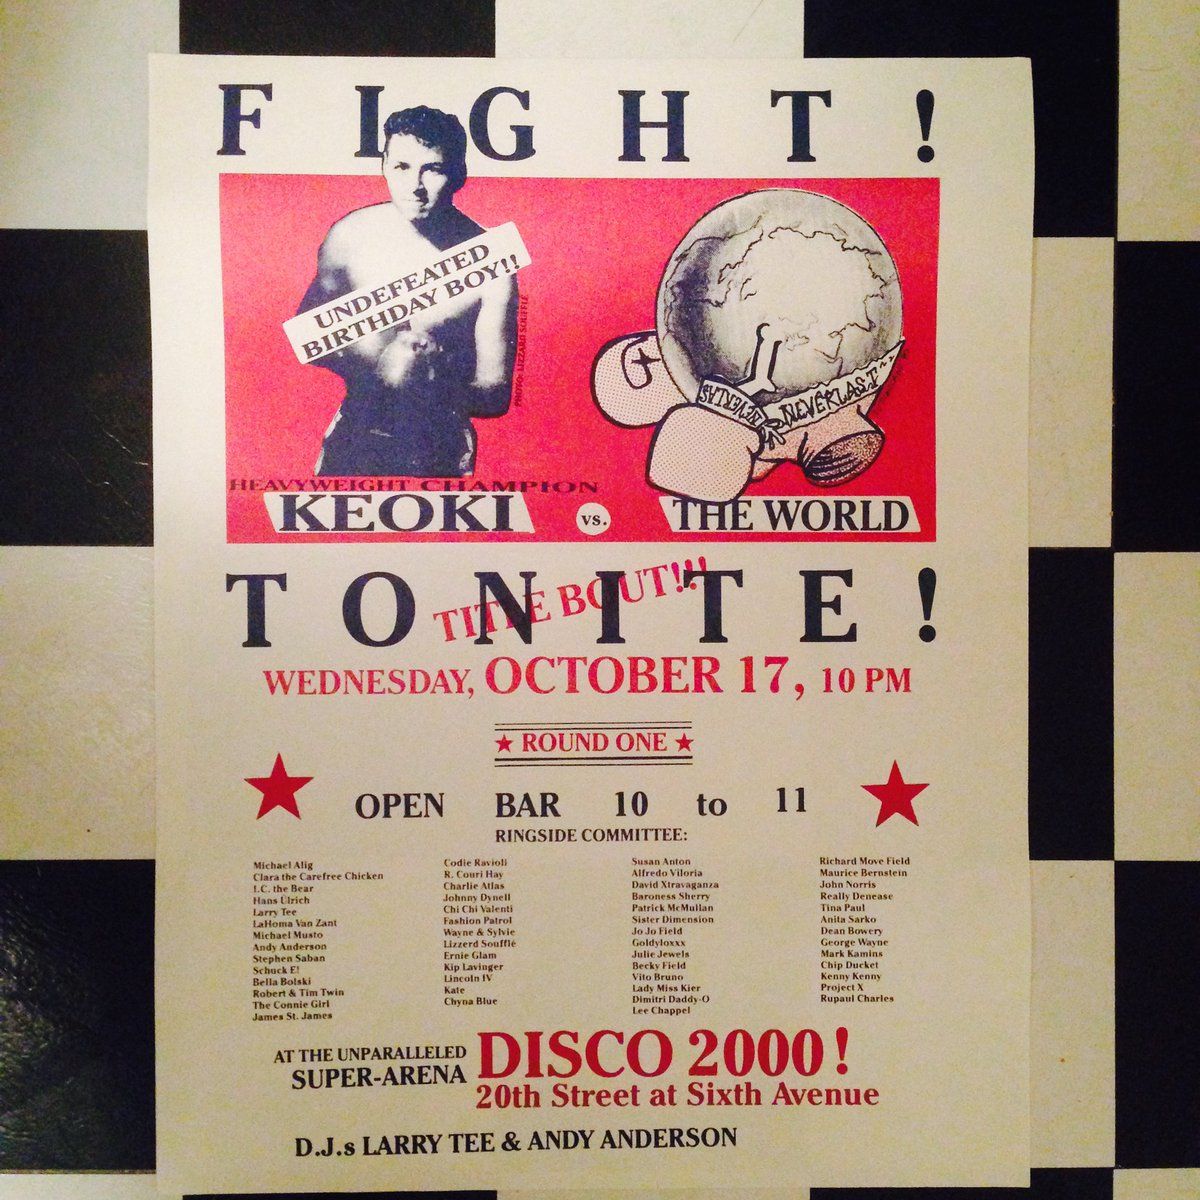 FIGHT!
UNDEFEATED
BIRTHDAY BOY!!
PHOTO: LIZZARD SOUFFLÉ
NEVERLAS
NEVERLAST
HEAVYWEIGHT CHAMPION
KEOKI vs. THE WORLD
TONITE!
TITLE BOUT!!!
WEDNESDAY, OCTOBER 17, 10 PM
★ ROUND ONE ★
OPEN BAR 10 to 11
RINGSIDE COMMITTEE:
Michael Alig
Clara the Carefree Chicken
I.C. the Bear
Hans Ulrich
Larry Tee
LaHoma Van Zant
Michael Musto
Andy Anderson
Stephen Saban
Schuck E!
Bella Bolski
Robert & Tim Twin
The Connie Girl
James St. James
Codie Ravioli
R. Couri Hay
Charlie Atlas
Johnny Dynell
Chi Chi Valenti
Fashion Patrol
Wayne & Sylvie
Lizzerd Soufflé
Ernie Glam
Kip Lavinger
Lincoln IV
Kate
Chyna Blue
Susan Anton
Alfredo Viloria
David Xtravaganza
Baroness Sherry
Patrick McMullan
Sister Dimension
Jo Jo Field
Goldyloxxx
Julie Jewels
Becky Field
Vito Bruno
Lady Miss Kier
Dimitri Daddy-O
Lee Chappel
Richard Move Field
Maurice Bernstein
John Norris
Really Denease
Tina Paul
Anita Sarko
Dean Bowery
George Wayne
Mark Kamins
Chip Ducket
Kenny Kenny
Project X
Rupaul Charles
AT THE UNPARALLELED
SUPER-ARENA
DISCO 2000!
20th Street at Sixth Avenue
D.J.s LARRY TEE & ANDY ANDERSON